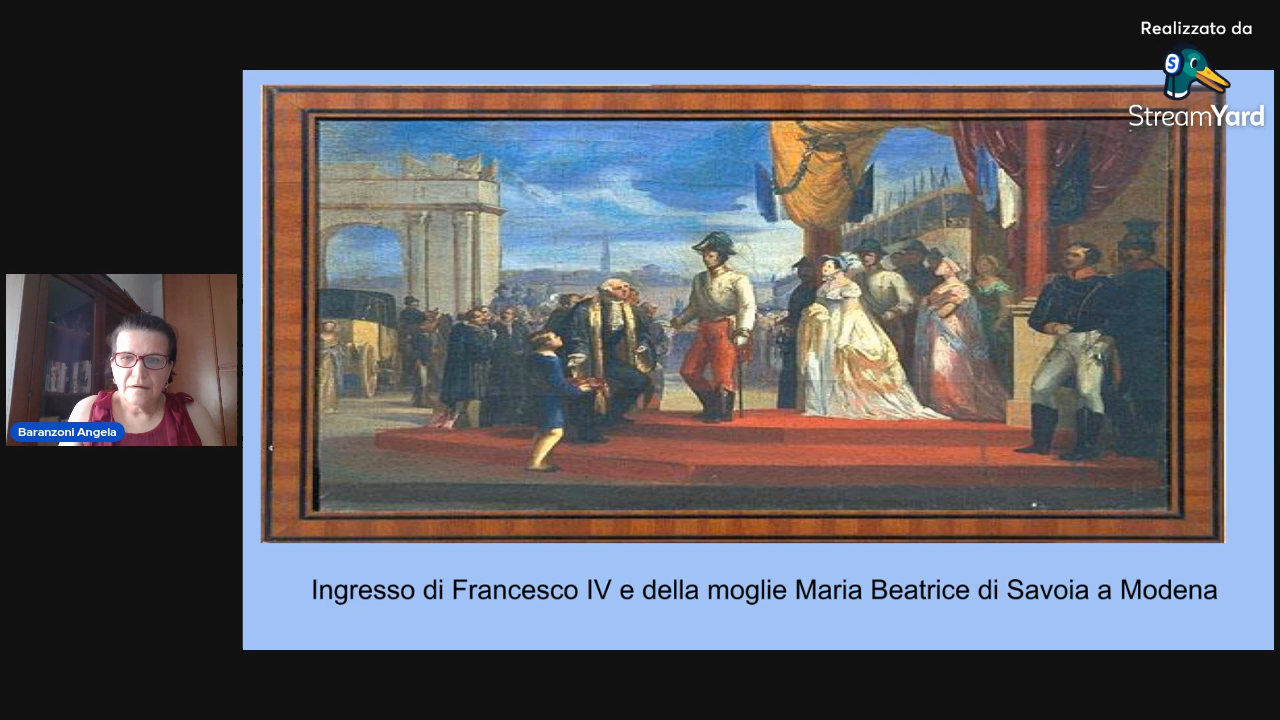 Realizzato da
S
StreamYard
Baranzoni Angela
Ingresso di Francesco IV e della moglie Maria Beatrice di Savoia a Modena